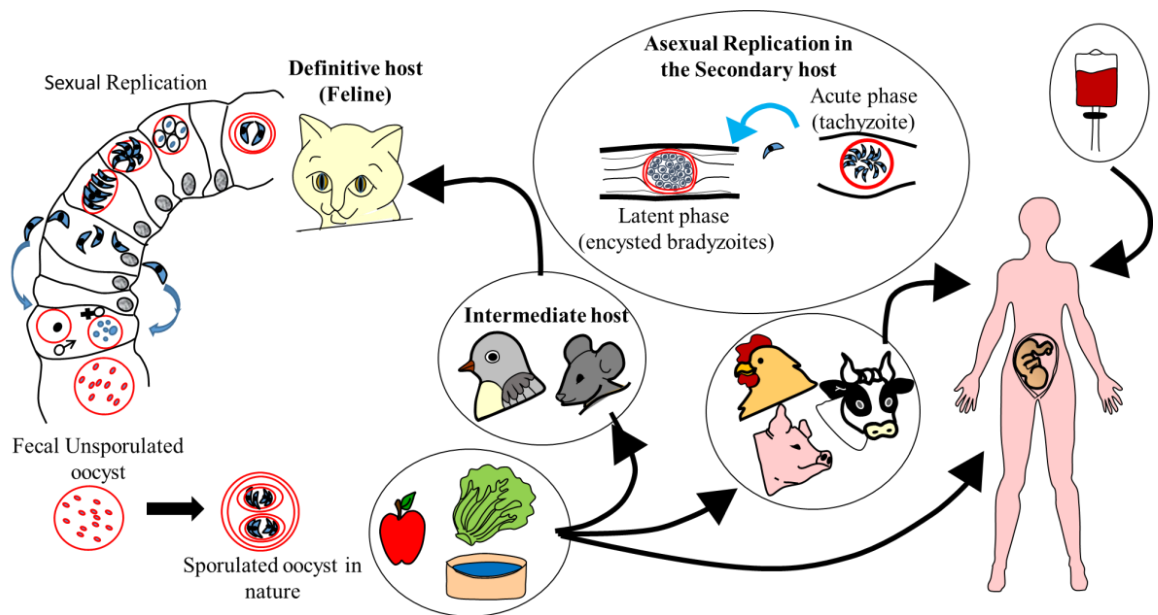 Sexual Replication
Definitive host
(Feline)
Asexual Replication in
the Secondary host
Acute phase
(tachyzoite)
Latent phase
(encysted bradyzoites)
Intermediate host
Fecal Unsporulated
oocyst
Sporulated oocyst in
nature